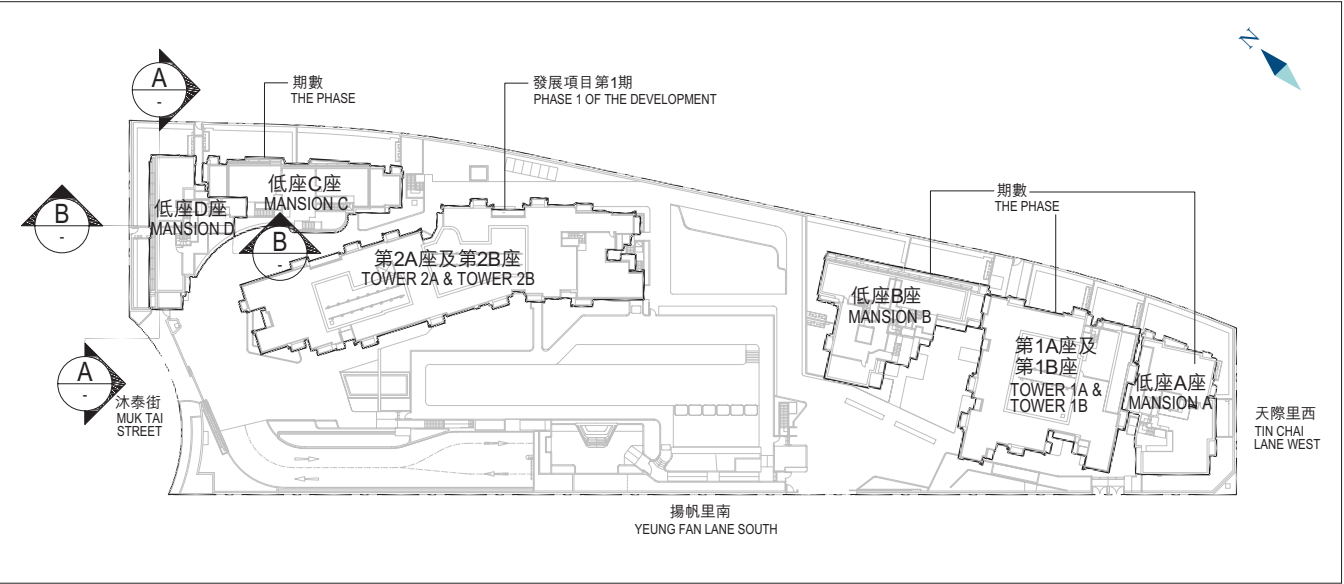 N
A
-
期數
THE PHASE
發展項目第1期
PHASE 1 OF THE DEVELOPMENT
低座C座
MANSION C
期數
THE PHASE
B
-
低座D座
MANSION D
B
-
第2A座及第2B座
TOWER 2A & TOWER 2B
低座B座
MANSION B
第1A座及
第1B座
TOWER 1A &
TOWER 1B
低座A座
MANSION A
A
-
沐泰街
MUK TAI
STREET
天際里西
TIN CHAI
LANE WEST
揚帆里南
YEUNG FAN LANE SOUTH